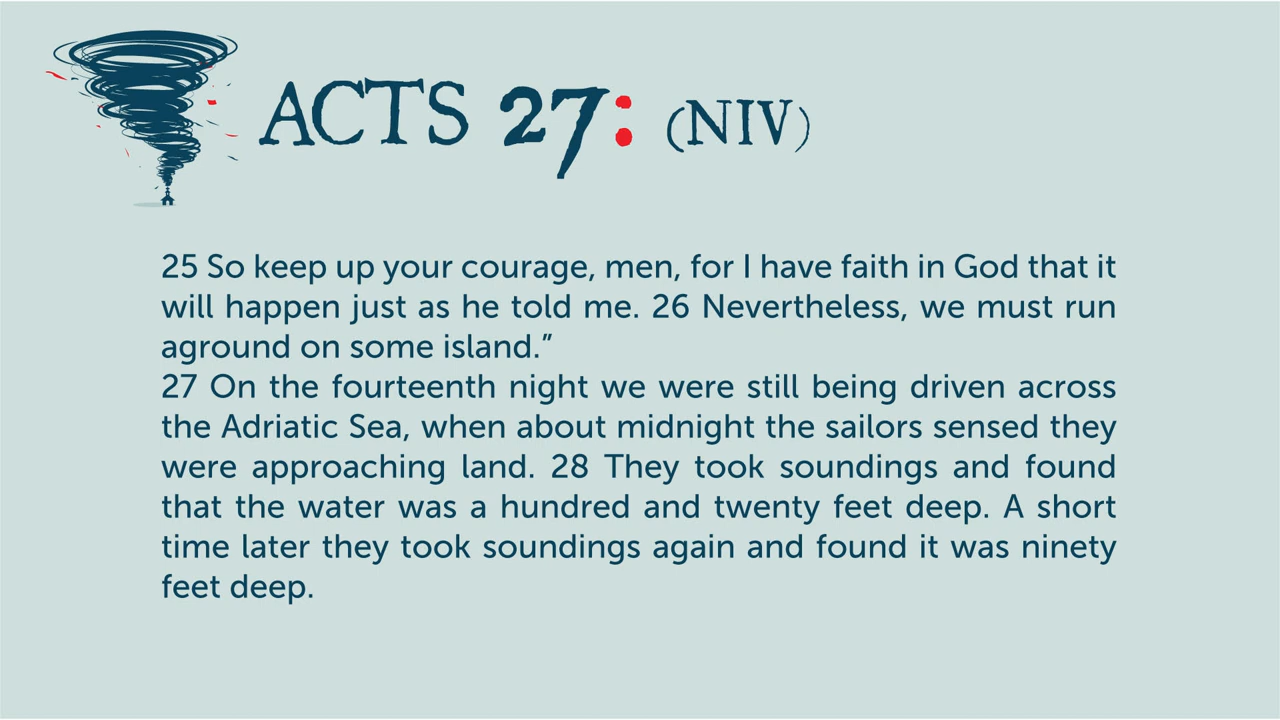 ACTS 27: (NIV)
25 So keep up your courage, men, for I have faith in God that it
will happen just as he told me. 26 Nevertheless, we must run
aground on some island.”
27 On the fourteenth night we were still being driven across
the Adriatic Sea, when about midnight the sailors sensed they
were approaching land. 28 They took soundings and found
that the water was a hundred and twenty feet deep. A short
time later they took soundings again and found it was ninety
feet deep.